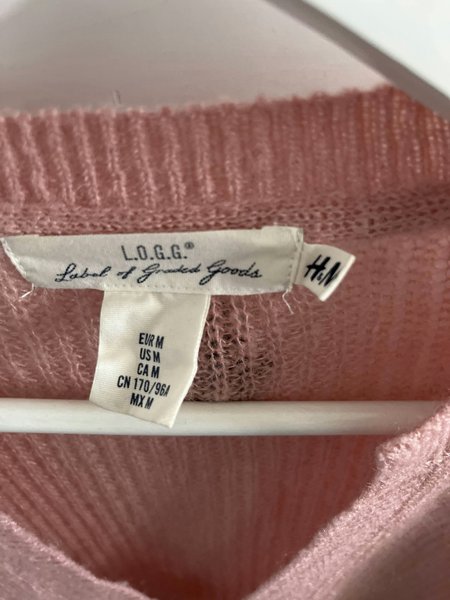 L.O.G.G.®
Label of Graded Goods
H&M
EUR M
US M
CA M
CN 170/96A
MX M